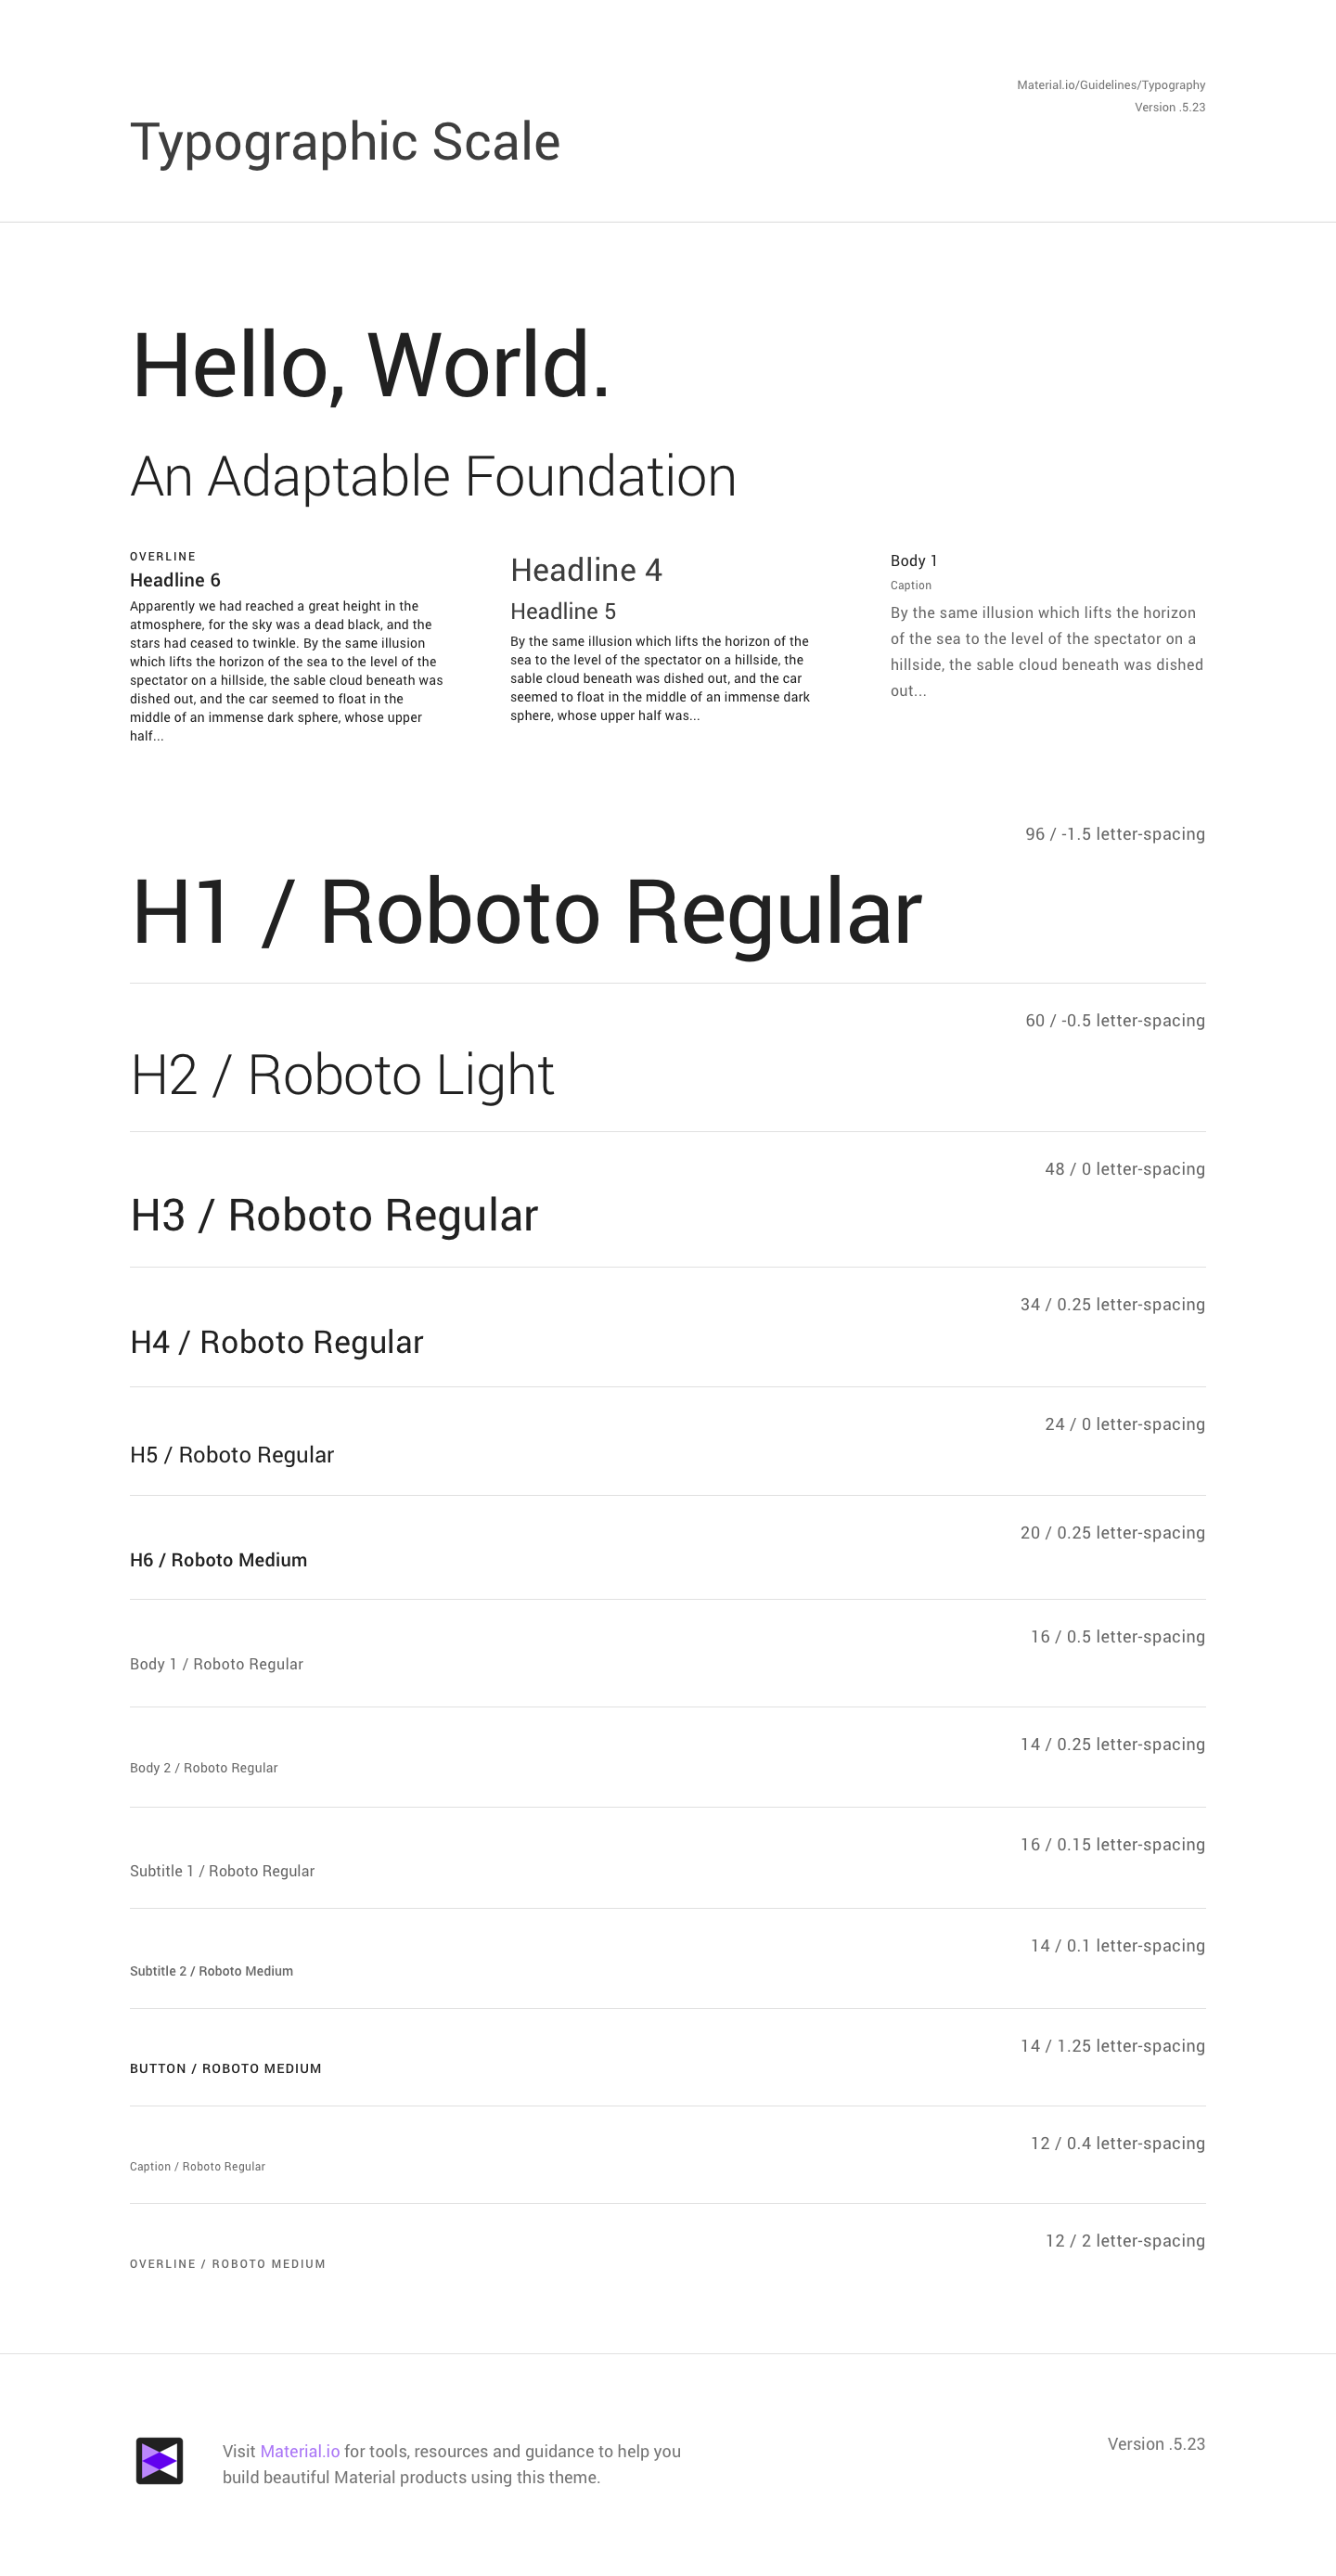 Material.io/Guidelines/Typography
Version .5.23
Typographic Scale
Hello, World.
An Adaptable Foundation
OVERLINE
Headline 6
Apparently we had reached a great height in the
atmosphere, for the sky was a dead black, and the
stars had ceased to twinkle. By the same illusion
which lifts the horizon of the sea to the level of the
spectator on a hillside, the sable cloud beneath was
dished out, and the car seemed to float in the
middle of an immense dark sphere, whose upper
half...
Headline 4
Headline 5
By the same illusion which lifts the horizon of the
sea to the level of the spectator on a hillside, the
sable cloud beneath was dished out, and the car
seemed to float in the middle of an immense dark
sphere, whose upper half was...
Body 1
Caption
By the same illusion which lifts the horizon
of the sea to the level of the spectator on a
hillside, the sable cloud beneath was dished
out...
96 / -1.5 letter-spacing
H1 / Roboto Regular
60 / -0.5 letter-spacing
H2 / Roboto Light
48 / 0 letter-spacing
H3 / Roboto Regular
34 / 0.25 letter-spacing
H4 / Roboto Regular
24 / 0 letter-spacing
H5 / Roboto Regular
20 / 0.25 letter-spacing
H6 / Roboto Medium
16 / 0.5 letter-spacing
Body 1 / Roboto Regular
14 / 0.25 letter-spacing
Body 2 / Roboto Regular
16 / 0.15 letter-spacing
Subtitle 1 / Roboto Regular
14 / 0.1 letter-spacing
Subtitle 2 / Roboto Medium
14 / 1.25 letter-spacing
BUTTON / ROBOTO MEDIUM
12 / 0.4 letter-spacing
Caption / Roboto Regular
12 / 2 letter-spacing
OVERLINE / ROBOTO MEDIUM
Visit Material.io for tools, resources and guidance to help you
build beautiful Material products using this theme.
Version .5.23